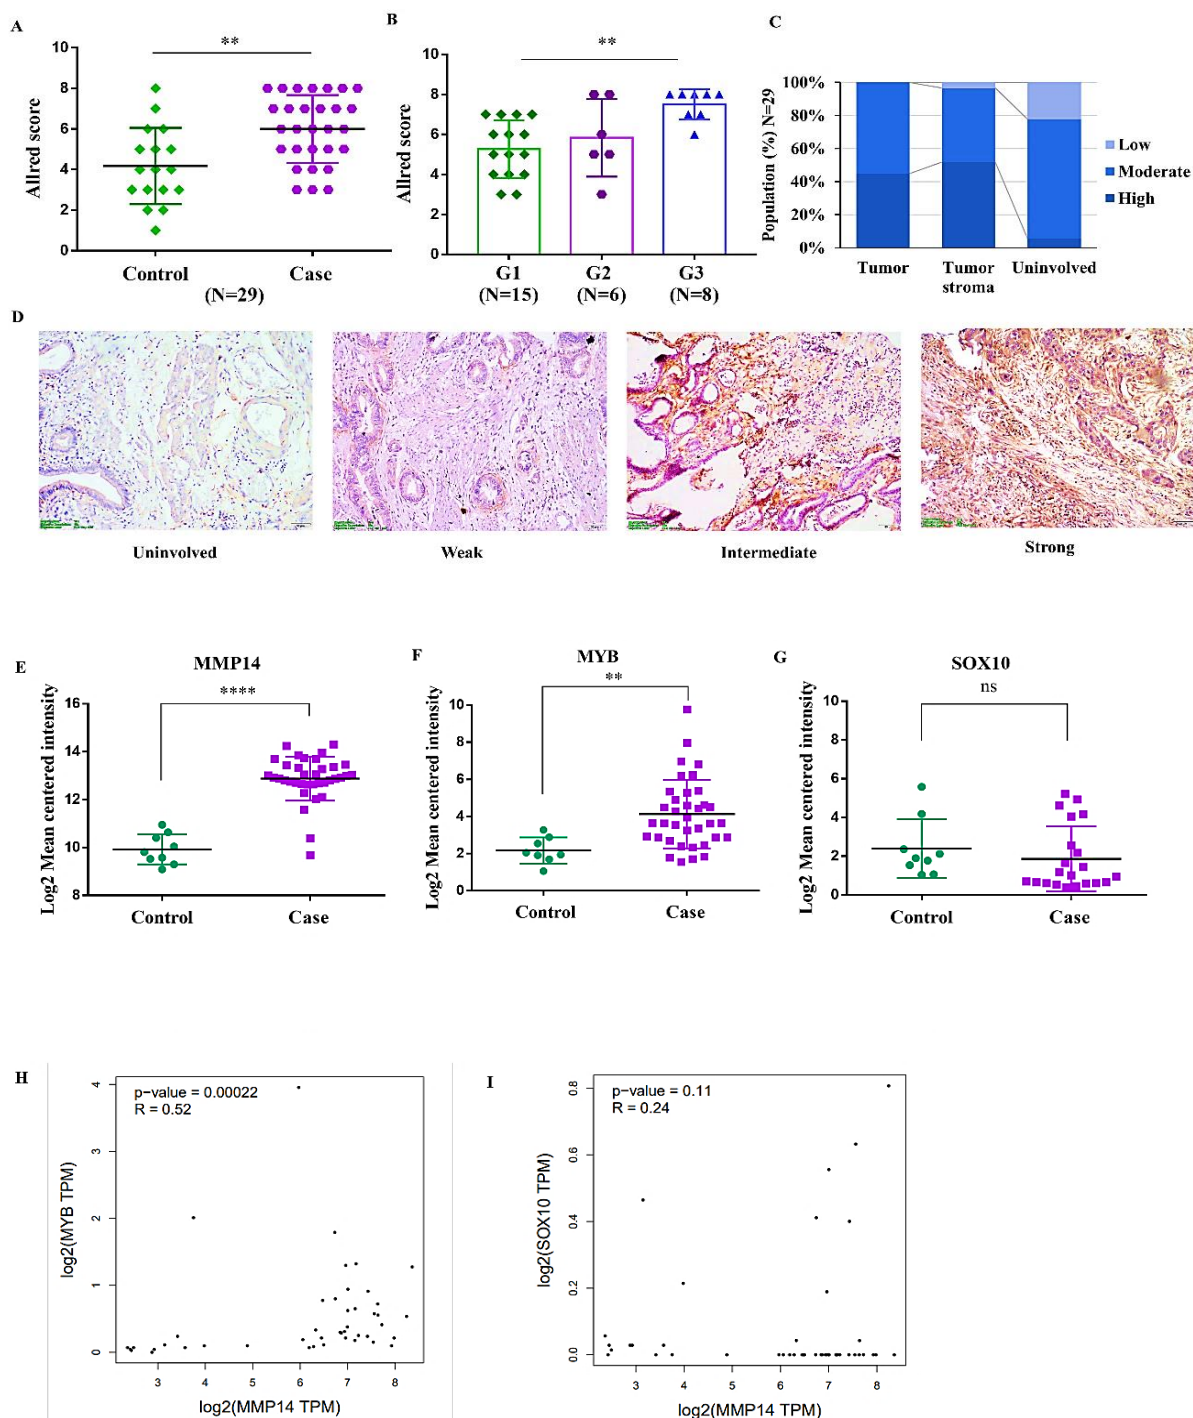 A
**
Allred score
10
8
6
4
2
0
Control
Case
(N=29)
B
**
Allred score
10
8
6
4
2
0
G1
(N=15)
G2
(N=6)
G3
(N=8)
C
Population (%) N=29
100%
80%
60%
40%
20%
0%
Tumor
Tumor
stroma
Uninvolved
Low
Moderate
High
D
Uninvolved
Weak
Intermediate
Strong
E
MMP14
****
Log2 Mean centered intensity
16
14
12
10
8
Control
Case
F
MYB
**
Log2 Mean centered intensity
10
8
6
4
2
0
Control
Case
G
SOX10
ns
Log2 Mean centered intensity
10
8
6
4
2
0
Control
Case
H
p-value = 0.00022
R = 0.52
log2(MYB TPM)
4
3
2
1
0
3 4 5 6 7 8
log2(MMP14 TPM)
I
p-value = 0.11
R = 0.24
log2(SOX10 TPM)
0.8
0.6
0.4
0.2
0.0
3 4 5 6 7 8
log2(MMP14 TPM)